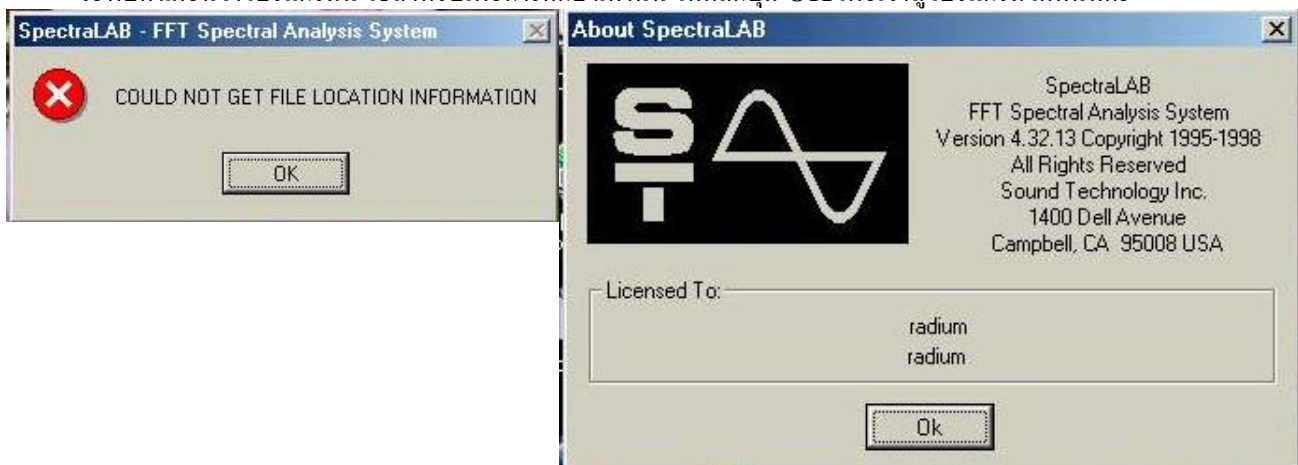 SpectraLAB - FFT Spectral Analysis System
COULD NOT GET FILE LOCATION INFORMATION
OK
About SpectraLAB
ST
SpectraLAB
FFT Spectral Analysis System
Version 4.32.13 Copyright 1995-1998
All Rights Reserved
Sound Technology Inc.
1400 Dell Avenue
Campbell, CA 95008 USA
Licensed To:
radium
radium
Ok